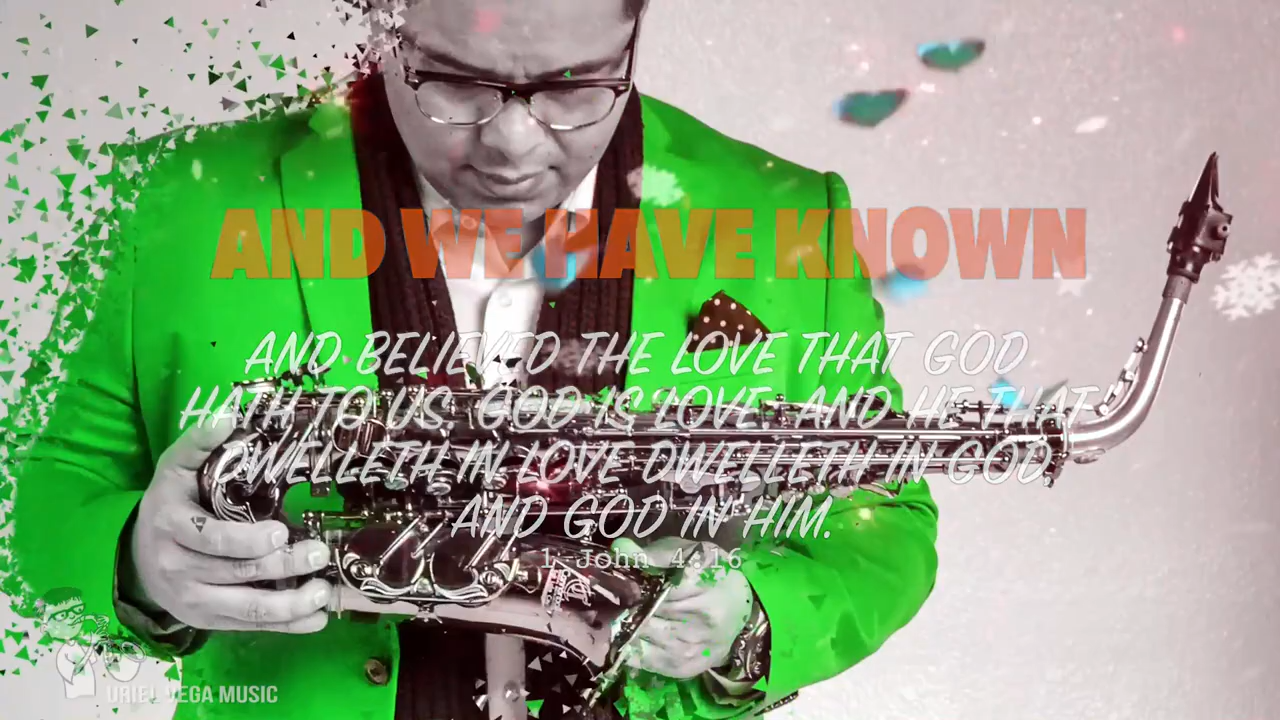 AND WE HAVE KNOWN
AND BELIEVED THE LOVE THAT GOD
HATH TO US. GOD IS LOVE; AND HE THAT
DWELLETH IN LOVE DWELLETH IN GOD,
AND GOD IN HIM.
1 John 4:16
URIEL VEGA MUSIC